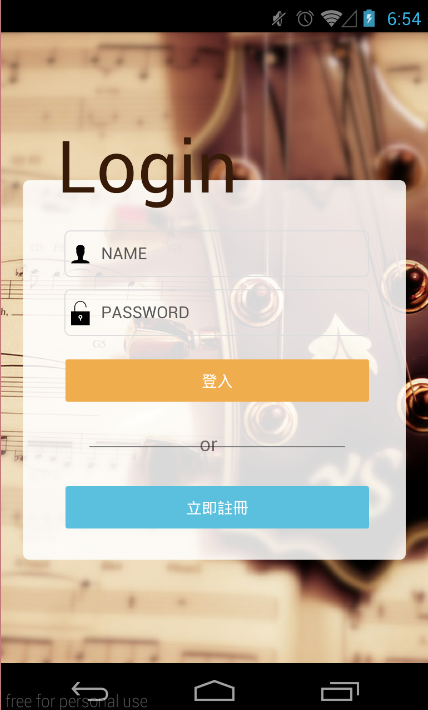 6:54
Login
NAME
PASSWORD
登入
or
立即註冊
free for personal use